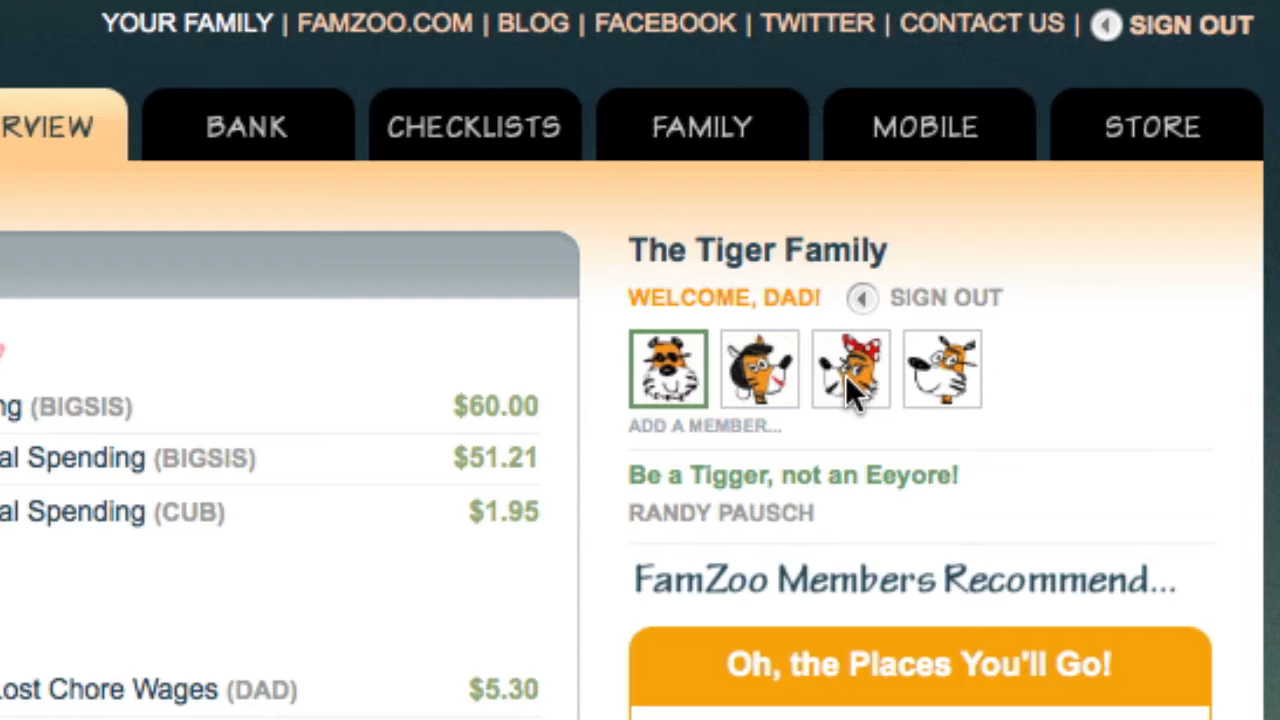 YOUR FAMILY | FAMZOO.COM | BLOG | FACEBOOK | TWITTER | CONTACT US | SIGN OUT
RVIEW BANK CHECKLISTS FAMILY MOBILE STORE
The Tiger Family
WELCOME, DAD! SIGN OUT
ng (BIGSIS) $60.00
ADD A MEMBER...
al Spending (BIGSIS) $51.21
Be a Tigger, not an Eeyore!
al Spending (CUB) $1.95
RANDY PAUSCH
FamZoo Members Recommend...
Oh, the Places You'll Go!
Lost Chore Wages (DAD) $5.30